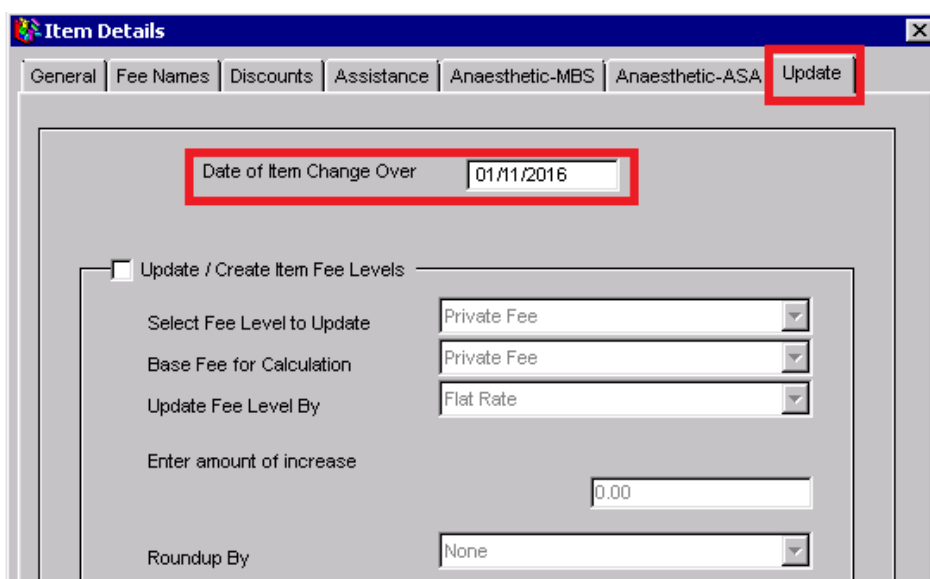 Item Details
General Fee Names Discounts Assistance Anaesthetic-MBS Anaesthetic-ASA Update
Date of Item Change Over 01/11/2016
Update / Create Item Fee Levels
Select Fee Level to Update Private Fee
Base Fee for Calculation Private Fee
Update Fee Level By Flat Rate
Enter amount of increase
0.00
Roundup By None